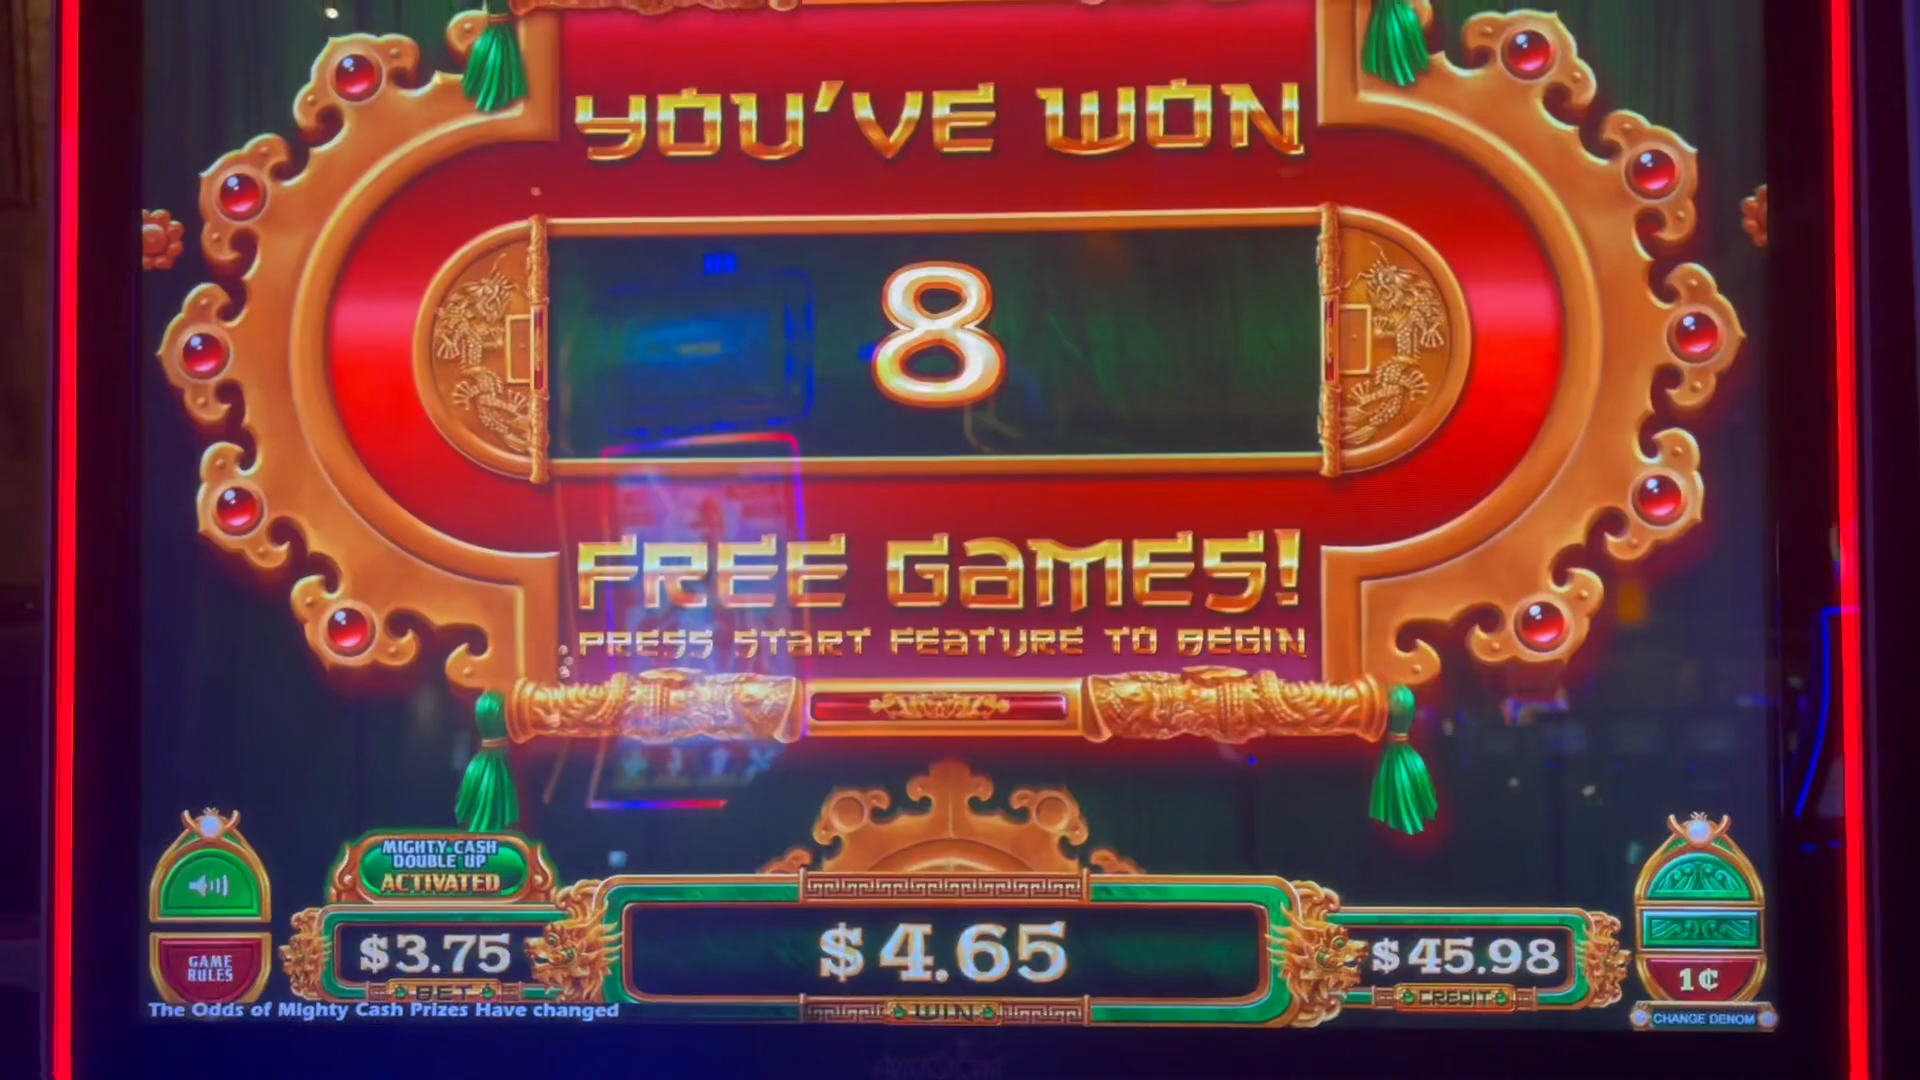 YOU'VE WON
8
FREE GAMES!
PRESS START FEATURE TO BEGIN
MIGHTY CASH
DOUBLE UP
ACTIVATED
GAME
RULES
$3.75
BET
$4.65
WIN
$45.98
CREDIT
1¢
CHANGE DENOM
The Odds of Mighty Cash Prizes Have changed